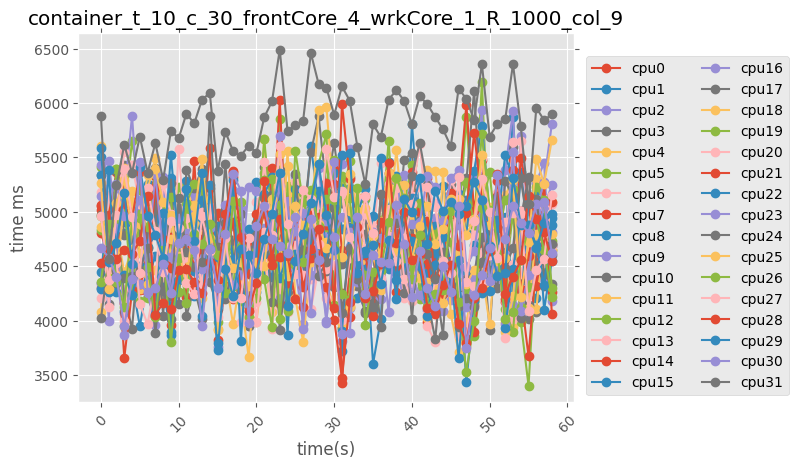 container_t_10_c_30_frontCore_4_wrkCore_1_R_1000_col_9
time ms
6500
6000
5500
5000
4500
4000
3500
0
10
20
30
40
50
60
time(s)
cpu0
cpu1
cpu2
cpu3
cpu4
cpu5
cpu6
cpu7
cpu8
cpu9
cpu10
cpu11
cpu12
cpu13
cpu14
cpu15
cpu16
cpu17
cpu18
cpu19
cpu20
cpu21
cpu22
cpu23
cpu24
cpu25
cpu26
cpu27
cpu28
cpu29
cpu30
cpu31